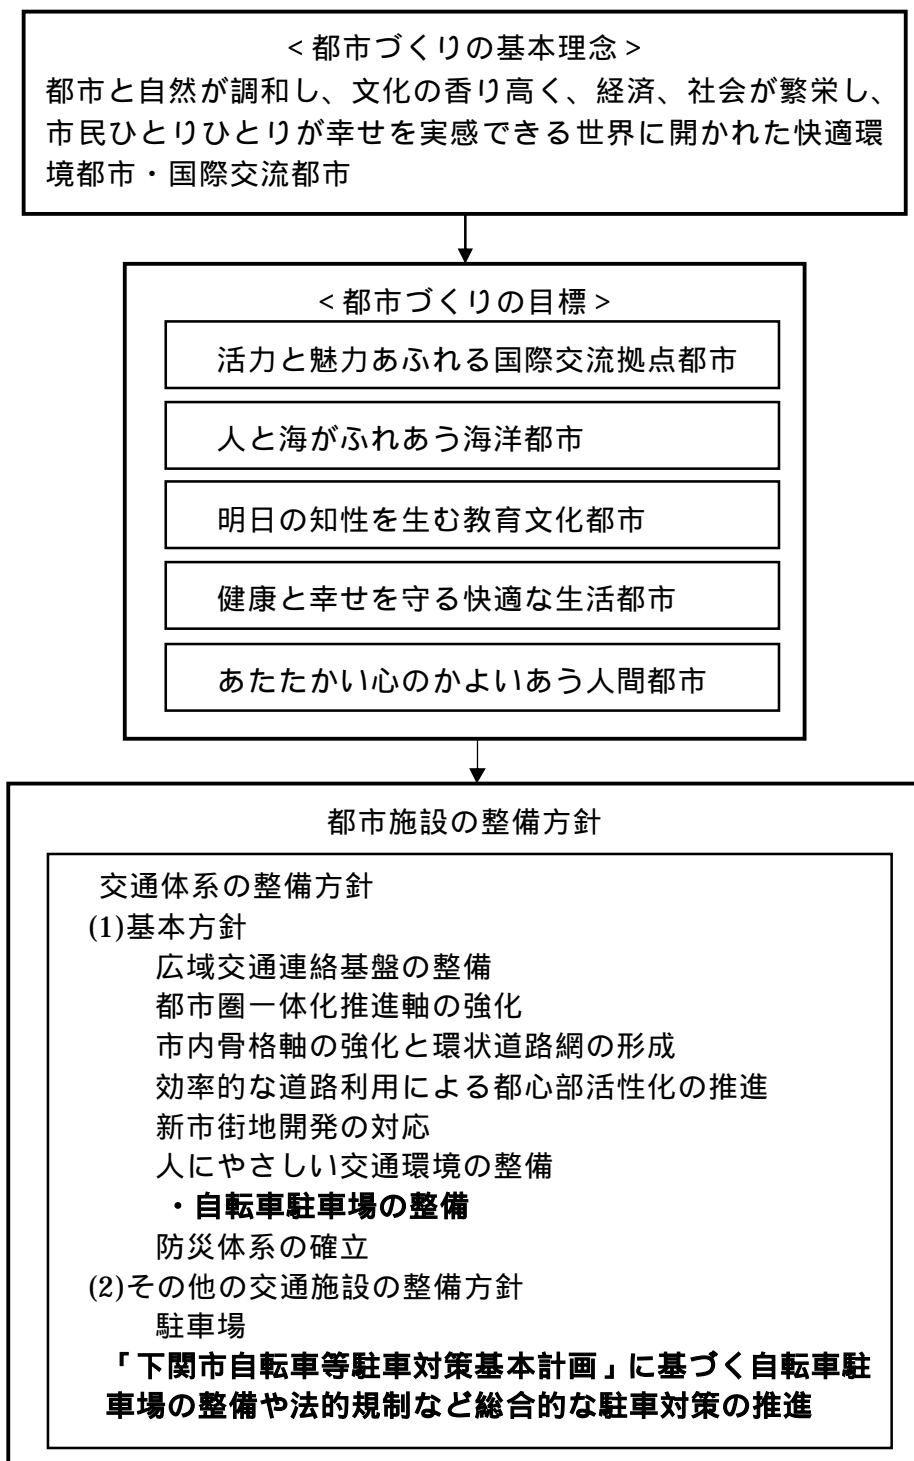 <都市づくりの基本理念>
都市と自然が調和し、文化の香り高く、経済、社会が繁栄し、
市民ひとりひとりが幸せを実感できる世界に開かれた快適環
境都市・国際交流都市
<都市づくりの目標>
活力と魅力あふれる国際交流拠点都市
人と海がふれあう海洋都市
明日の知性を生む教育文化都市
健康と幸せを守る快適な生活都市
あたたかい心のかよいあう人間都市
都市施設の整備方針
交通体系の整備方針
(1)基本方針
広域交通連絡基盤の整備
都市圏一体化推進軸の強化
市内骨格軸の強化と環状道路網の形成
効率的な道路利用による都心部活性化の推進
新市街地開発の対応
人にやさしい交通環境の整備
・自転車駐車場の整備
防災体系の確立
(2)その他の交通施設の整備方針
駐車場
「下関市自転車等駐車対策基本計画」に基づく自転車駐
車場の整備や法的規制など総合的な駐車対策の推進